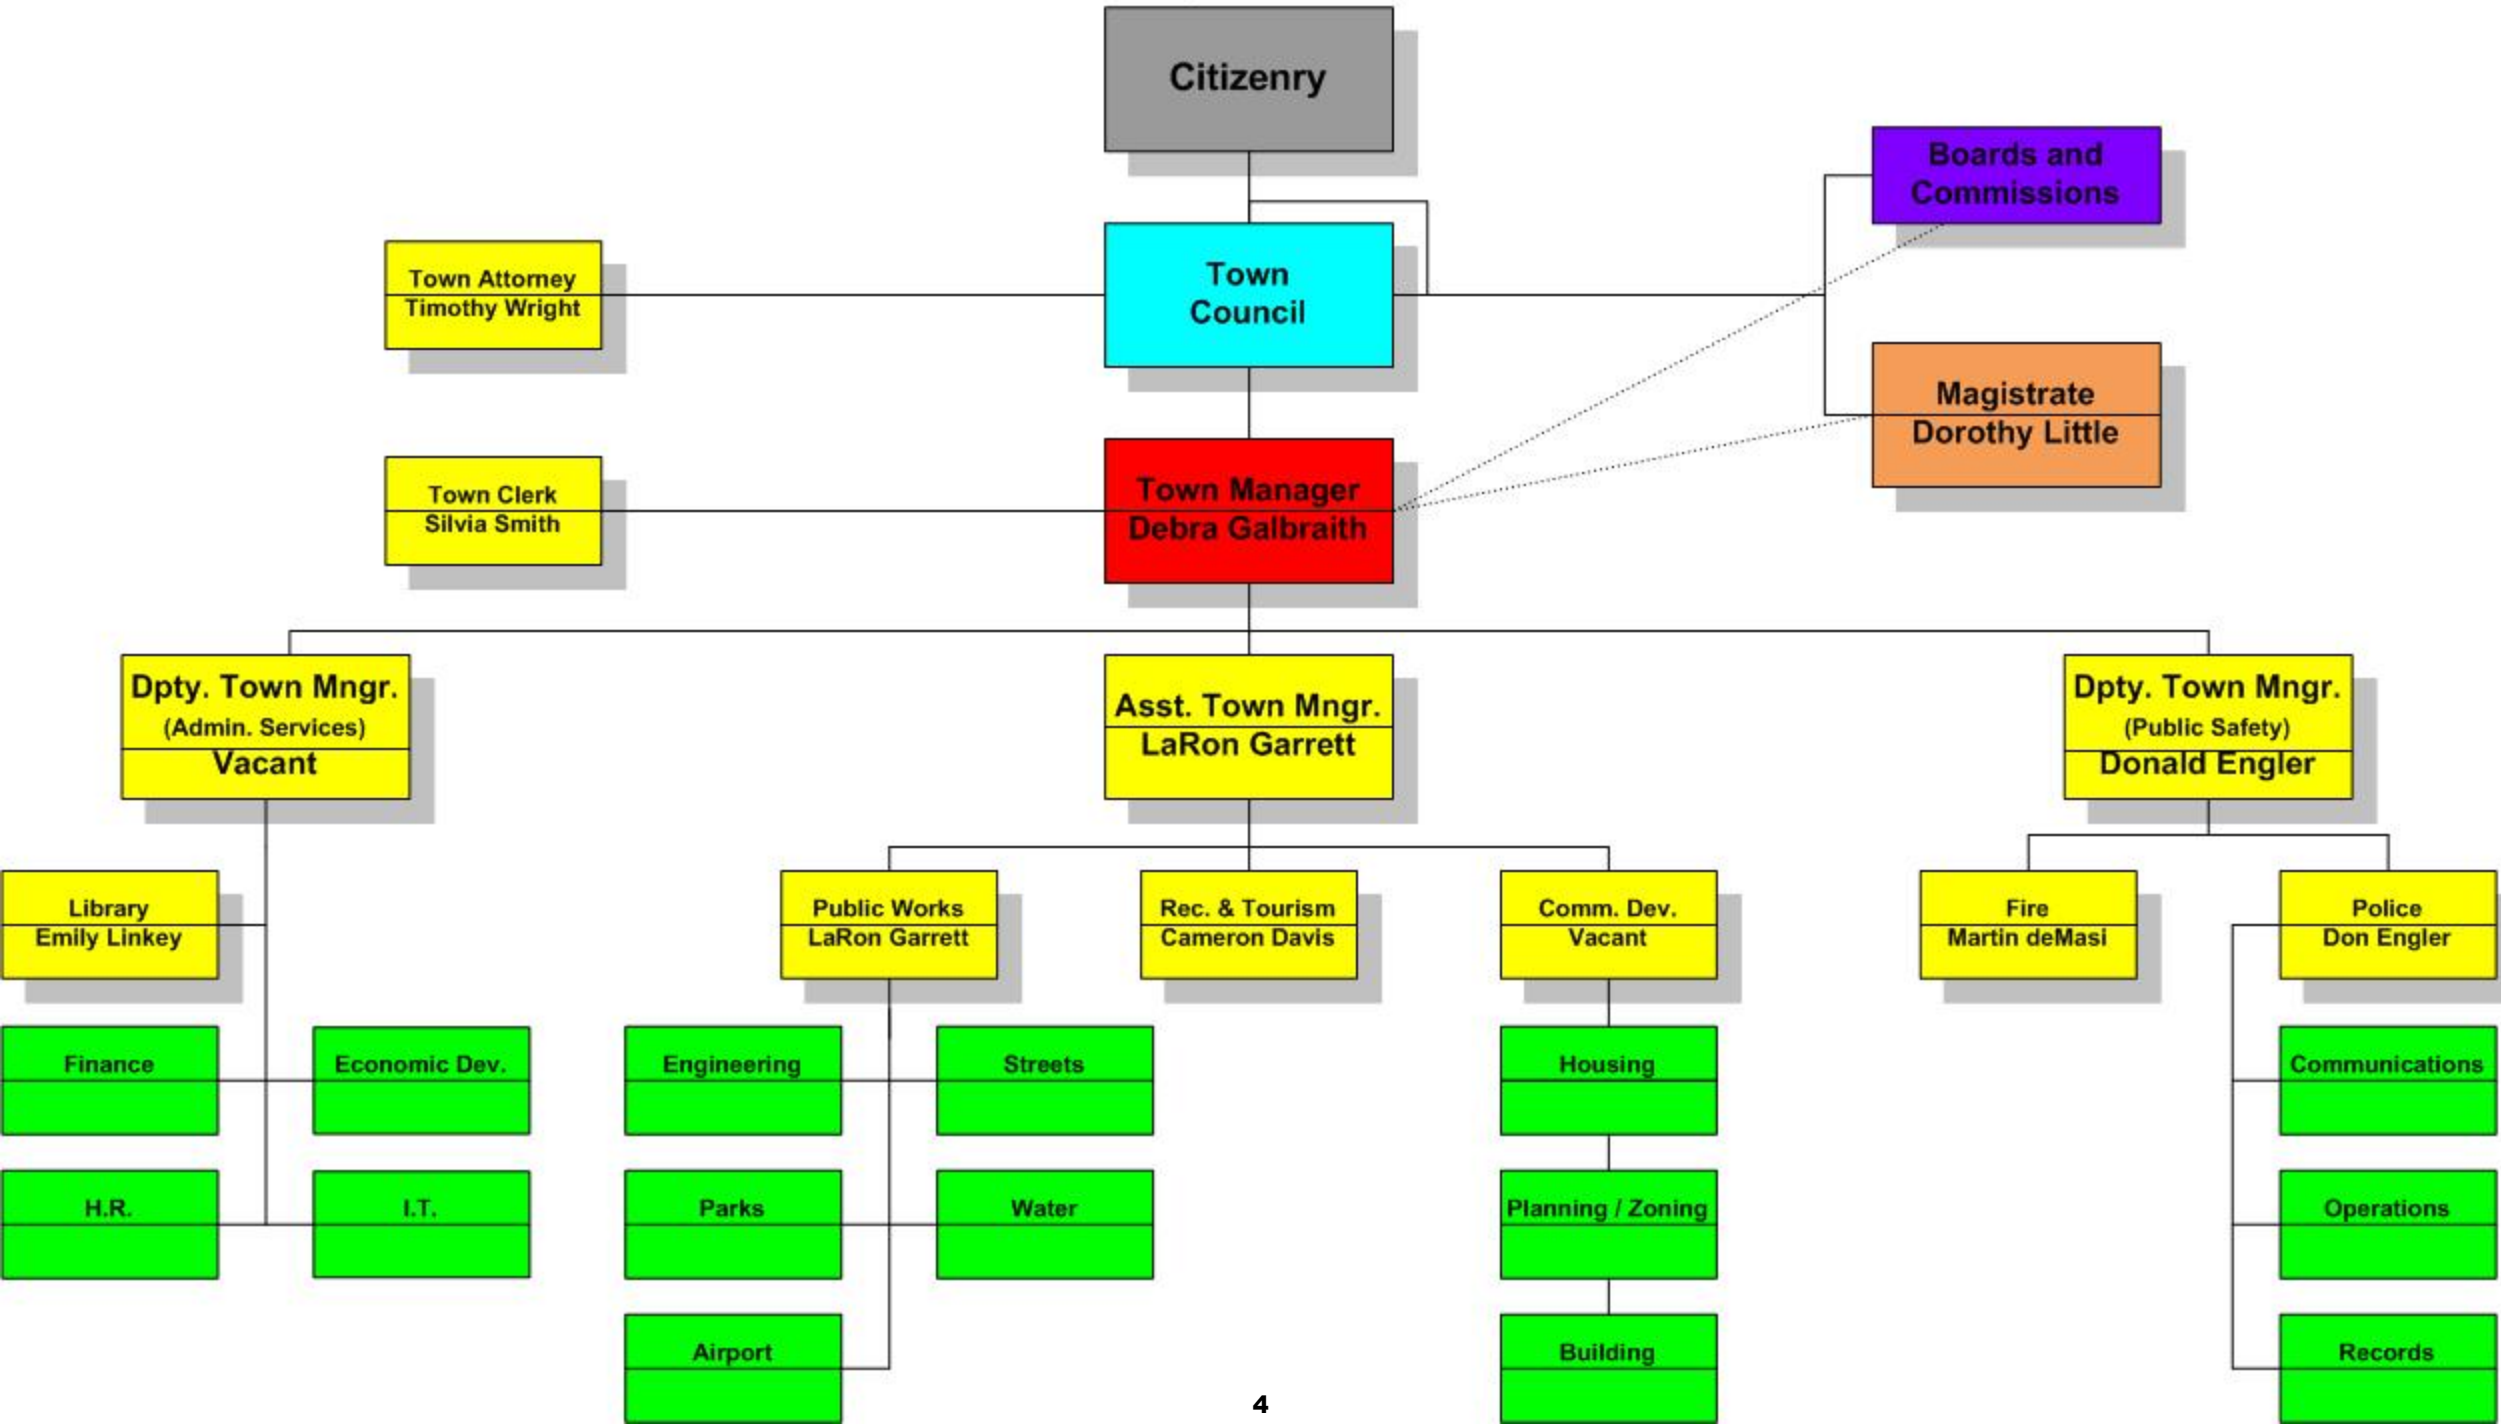 Citizenry
Boards and
Commissions
Town Attorney
Timothy Wright
Town
Council
Magistrate
Dorothy Little
Town Clerk
Silvia Smith
Town Manager
Debra Galbraith
Dpty. Town Mngr.
(Admin. Services)
Vacant
Asst. Town Mngr.
LaRon Garrett
Dpty. Town Mngr.
(Public Safety)
Donald Engler
Library
Emily Linkey
Public Works
LaRon Garrett
Rec. & Tourism
Cameron Davis
Comm. Dev.
Vacant
Fire
Martin deMasi
Police
Don Engler
Finance
Economic Dev.
Engineering
Streets
Housing
Communications
H.R.
I.T.
Parks
Water
Planning / Zoning
Operations
Airport
Building
Records
4